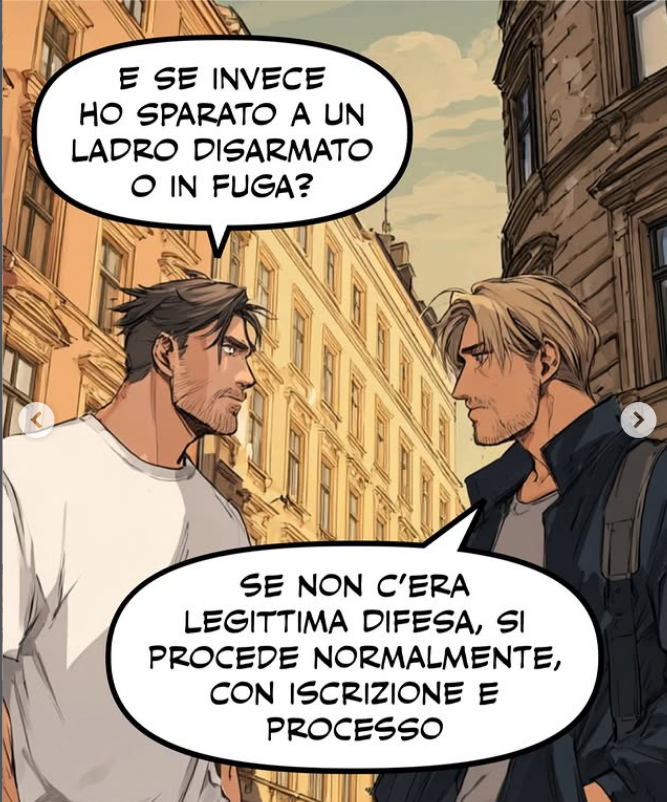 E SE INVECE
HO SPARATO A UN
LADRO DISARMATO
O IN FUGA?
SE NON C'ERA
LEGITTIMA DIFESA, SI
PROCEDE NORMALMENTE,
CON ISCRIZIONE E
PROCESSO